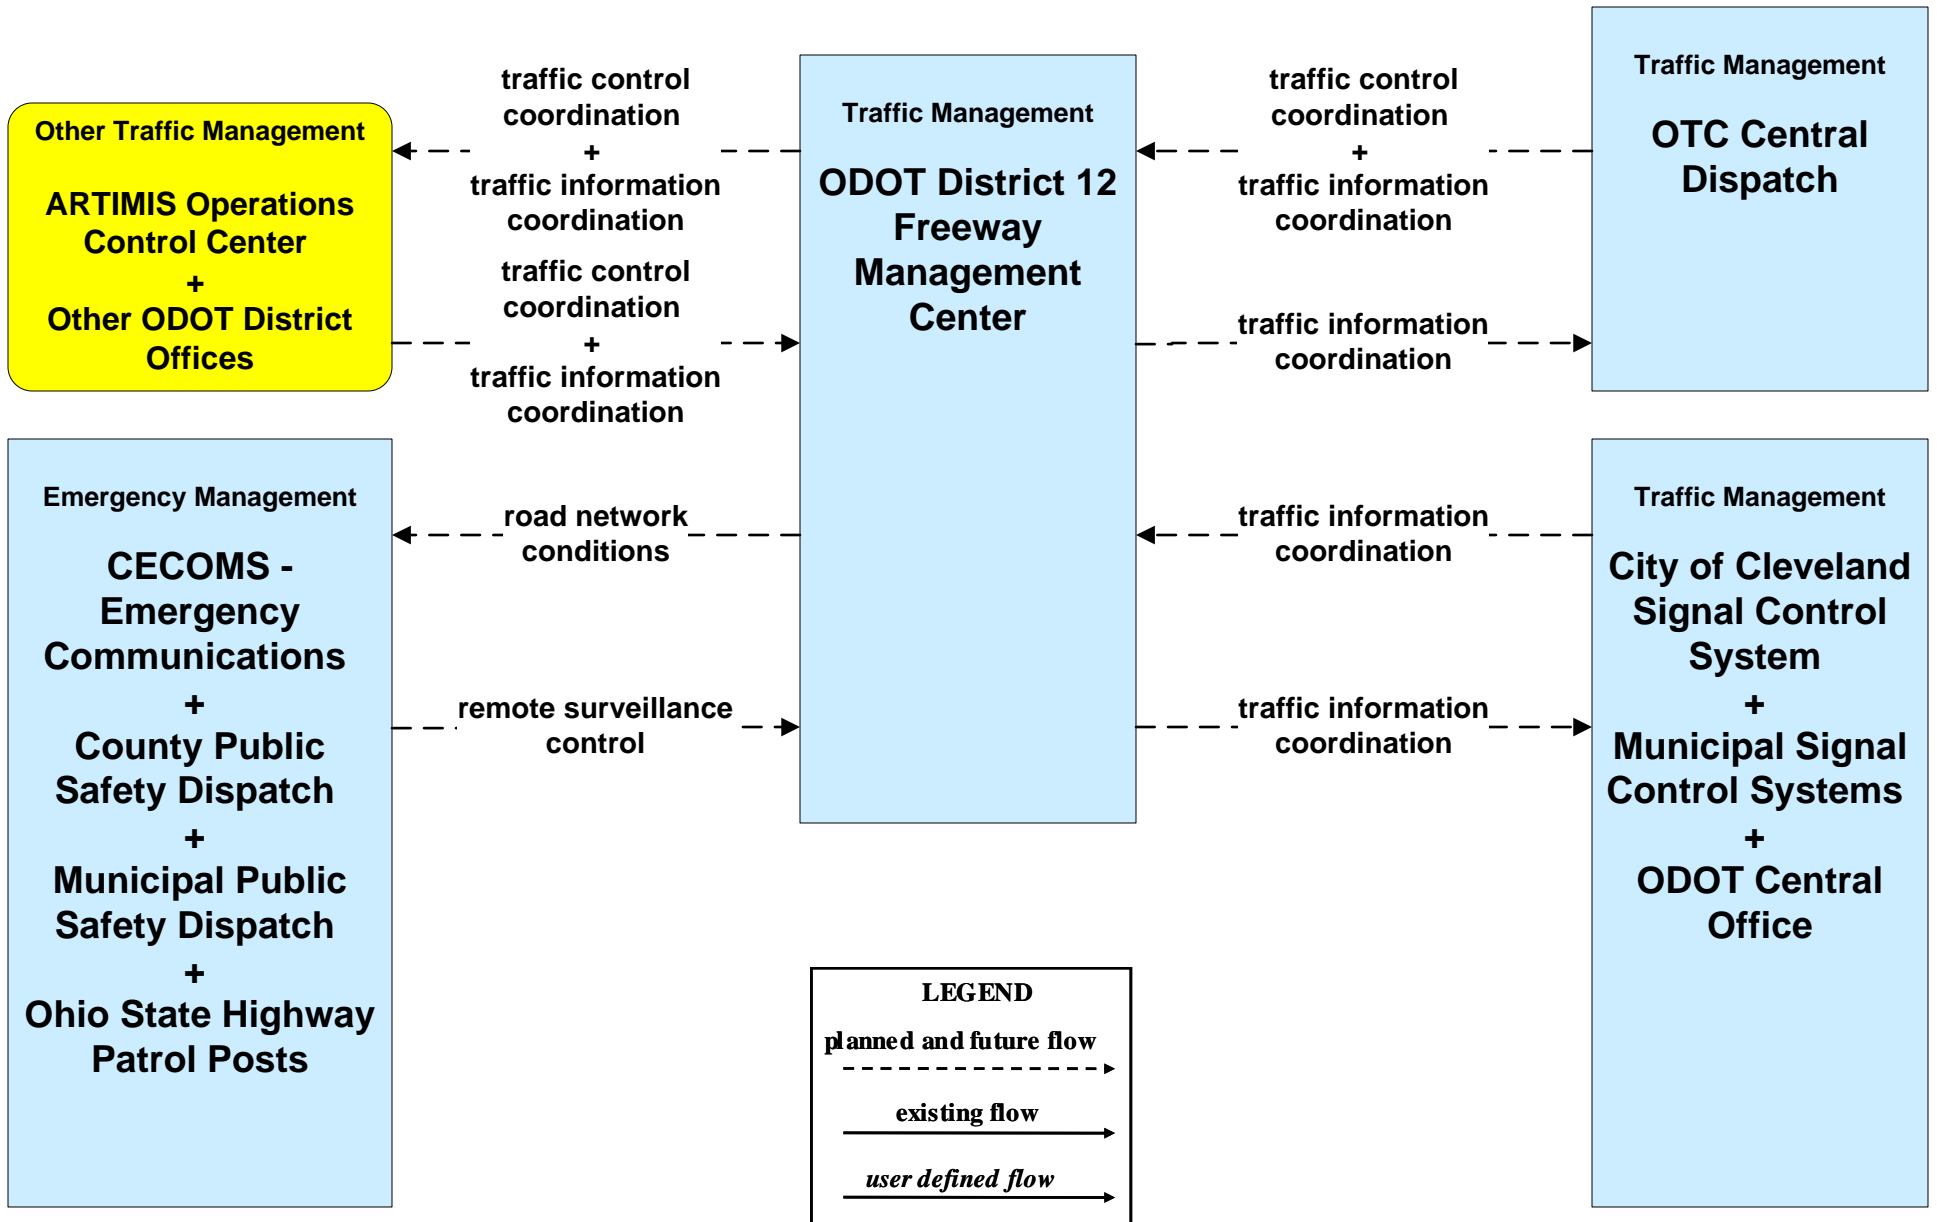 Other Traffic Management
ARTIMIS Operations
Control Center
+
Other ODOT District
Offices
traffic control
coordination
+
traffic information
coordination
traffic control
coordination
+
traffic information
coordination
Traffic Management
ODOT District 12
Freeway
Management
Center
traffic control
coordination
+
traffic information
coordination
traffic information
coordination
Traffic Management
OTC Central
Dispatch
Emergency Management
CECOMS -
Emergency
Communications
+
County Public
Safety Dispatch
+
Municipal Public
Safety Dispatch
+
Ohio State Highway
Patrol Posts
road network
conditions
remote surveillance
control
traffic information
coordination
traffic information
coordination
Traffic Management
City of Cleveland
Signal Control
System
+
Municipal Signal
Control Systems
+
ODOT Central
Office
LEGEND
planned and future flow
existing flow
user defined flow